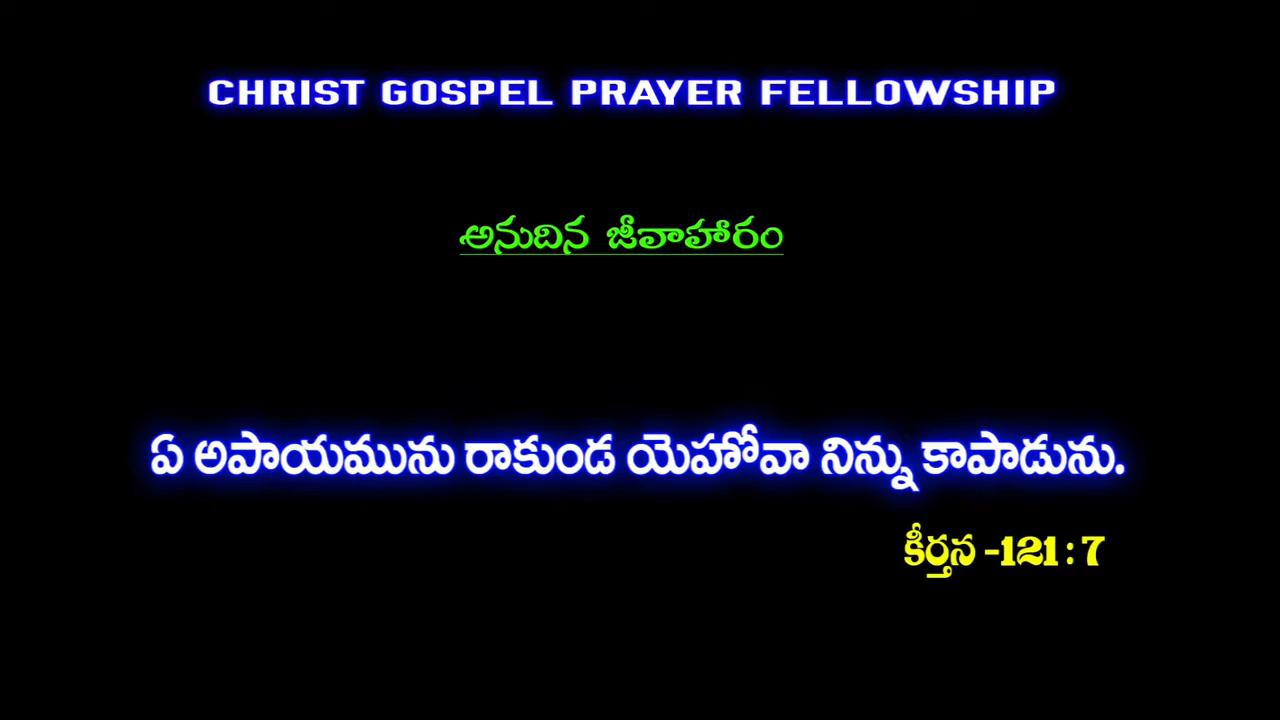 CHRIST GOSPEL PRAYER FELLOWSHIP
అనుదిన జీవాహారం
ఏ అపాయమును రాకుండ యెహోవా నిన్ను కాపాడును.
కీర్తన -121 : 7